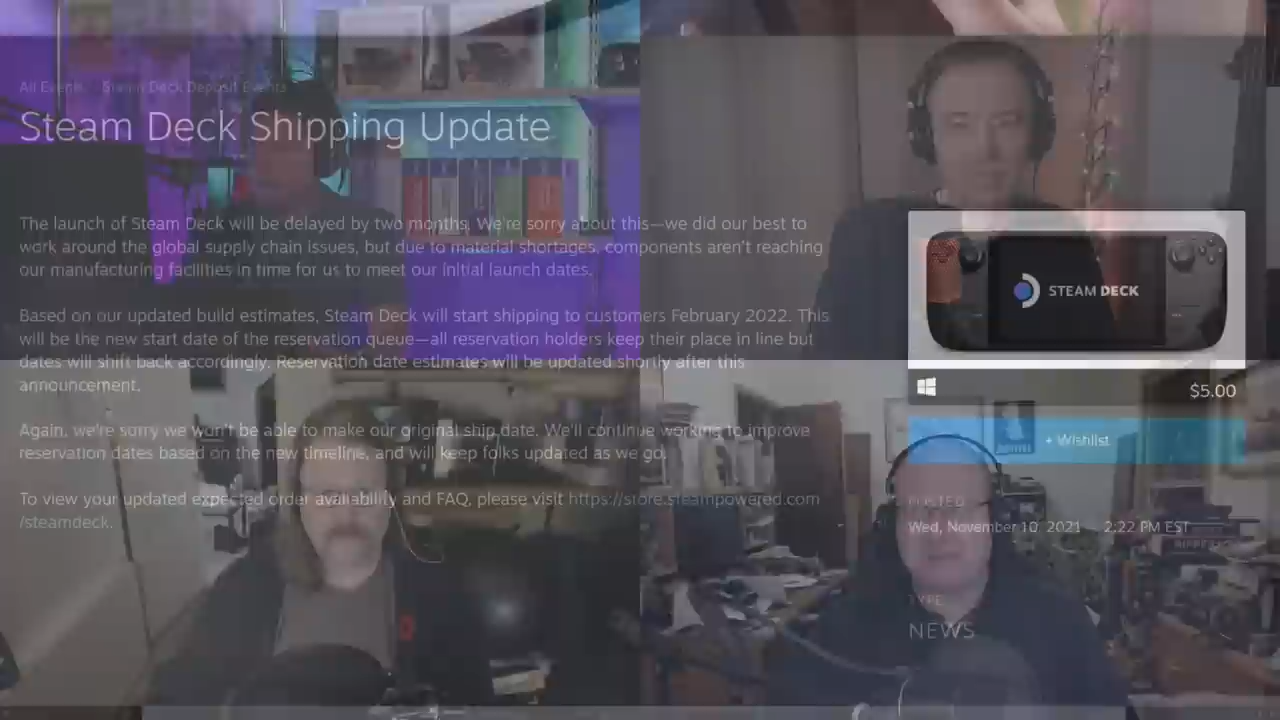 All Events Steam Deck Deposit Events
Steam Deck Shipping Update
The launch of Steam Deck will be delayed by two months. We're sorry about this—we did our best to
work around the global supply chain issues, but due to material shortages, components aren't reaching
our manufacturing facilities in time for us to meet our initial launch dates.
Based on our updated build estimates, Steam Deck will start shipping to customers February 2022. This
will be the new start date of the reservation queue—all reservation holders keep their place in line but
dates will shift back accordingly. Reservation date estimates will be updated shortly after this
announcement.
Again, we're sorry we won't be able to make our original ship date. We'll continue working to improve
reservation dates based on the new timeline, and will keep folks updated as we go.
To view your updated expected order availability and FAQ, please visit https://store.steampowered.com
/steamdeck.
STEAM DECK
$5.00
+ Wishlist
POSTED
Wed, November 10, 2021 2:22 PM EST
TYPE
NEWS